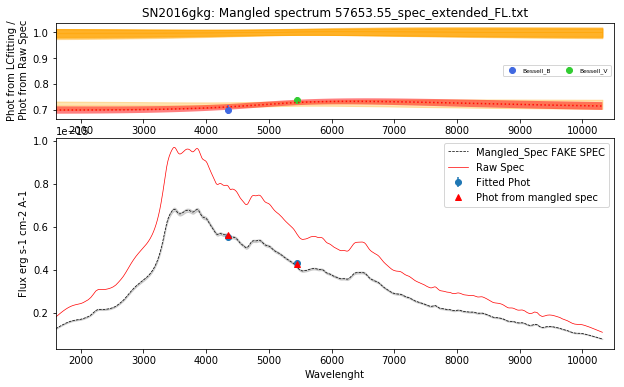 SN2016gkg: Mangled spectrum 57653.55_spec_extended_FL.txt
Phot from LCfitting /
Phot from Raw Spec
1.0
0.9
0.8
0.7
Bessell_B
Bessell_V
2000 3000 4000 5000 6000 7000 8000 9000 10000
Flux erg s-1 cm-2 A-1
1.0
0.8
0.6
0.4
0.2
Mangled_Spec FAKE SPEC
Raw Spec
Fitted Phot
Phot from mangled spec
2000 3000 4000 5000 6000 7000 8000 9000 10000
Wavelenght